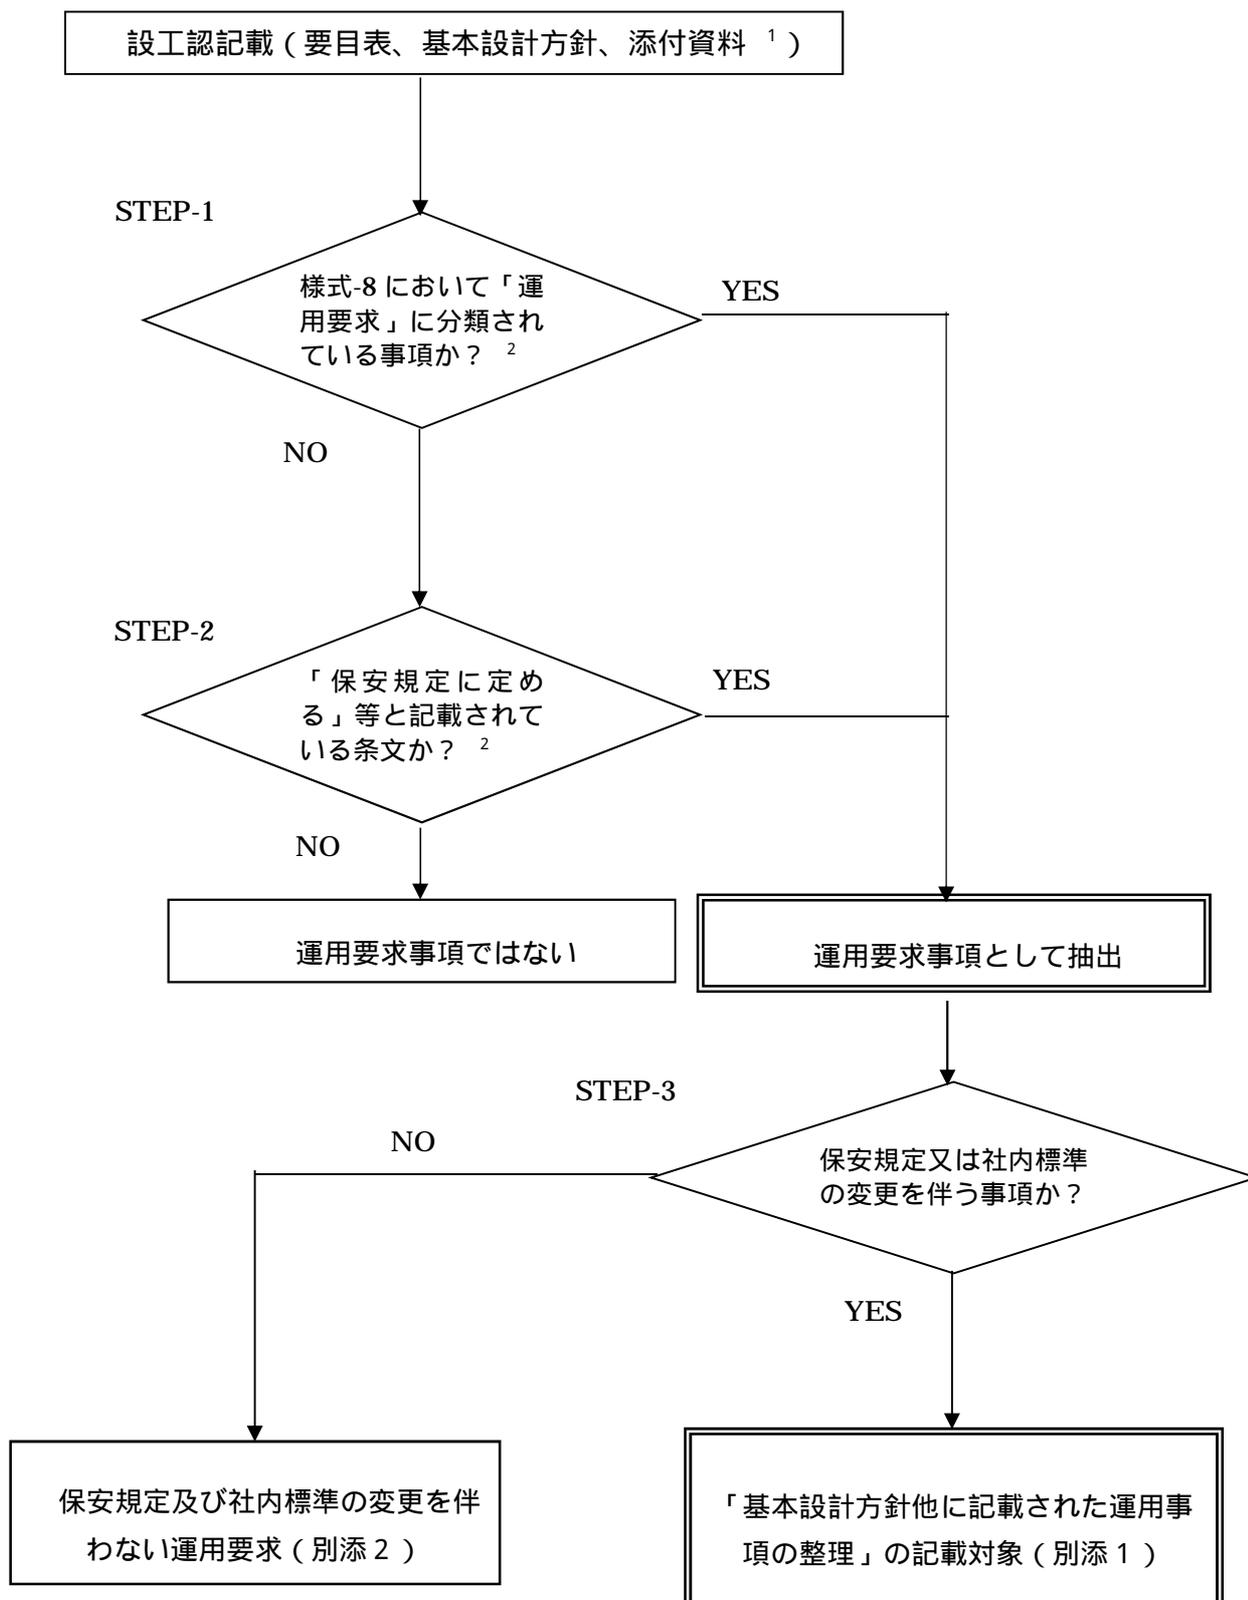 設工認記載（要目表、基本設計方針、添付資料 1）
STEP-1
様式-8 において「運
用要求」に分類され
ている事項か？ 2
YES
NO
STEP-2
「保安規定に定め
る」等と記載されて
いる条文か？ 2
YES
NO
運用要求事項ではない
運用要求事項として抽出
STEP-3
NO
保安規定又は社内標準
の変更を伴う事項か？
YES
保安規定及び社内標準の変更を伴
わない運用要求（別添２）
「基本設計方針他に記載された運用事
項の整理」の記載対象（別添１）